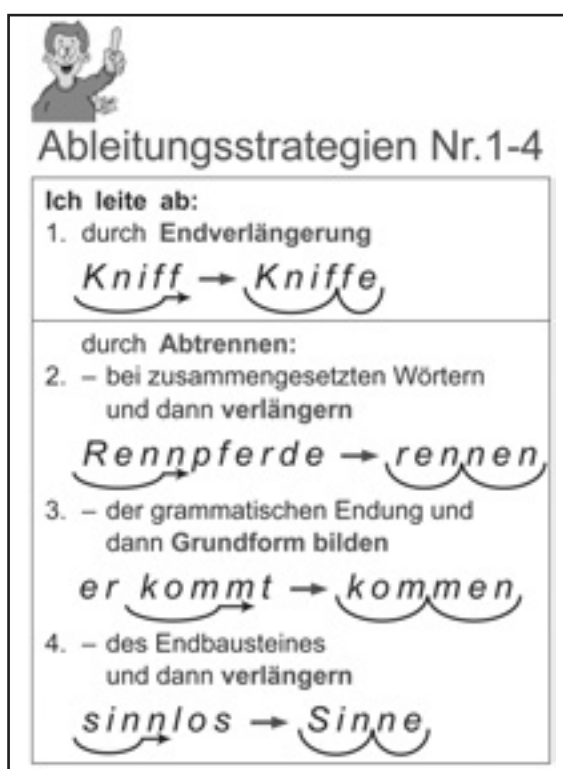 Ableitungsstrategien Nr.1-4
Ich leite ab:
1. durch Endverlängerung
Kniff → Kniffe
durch Abtrennen:
2. – bei zusammengesetzten Wörtern
und dann verlängern
Rennpferde → rennen
3. – der grammatischen Endung und
dann Grundform bilden
er kommt → kommen
4. – des Endbausteines
und dann verlängern
sinnlos → Sinne